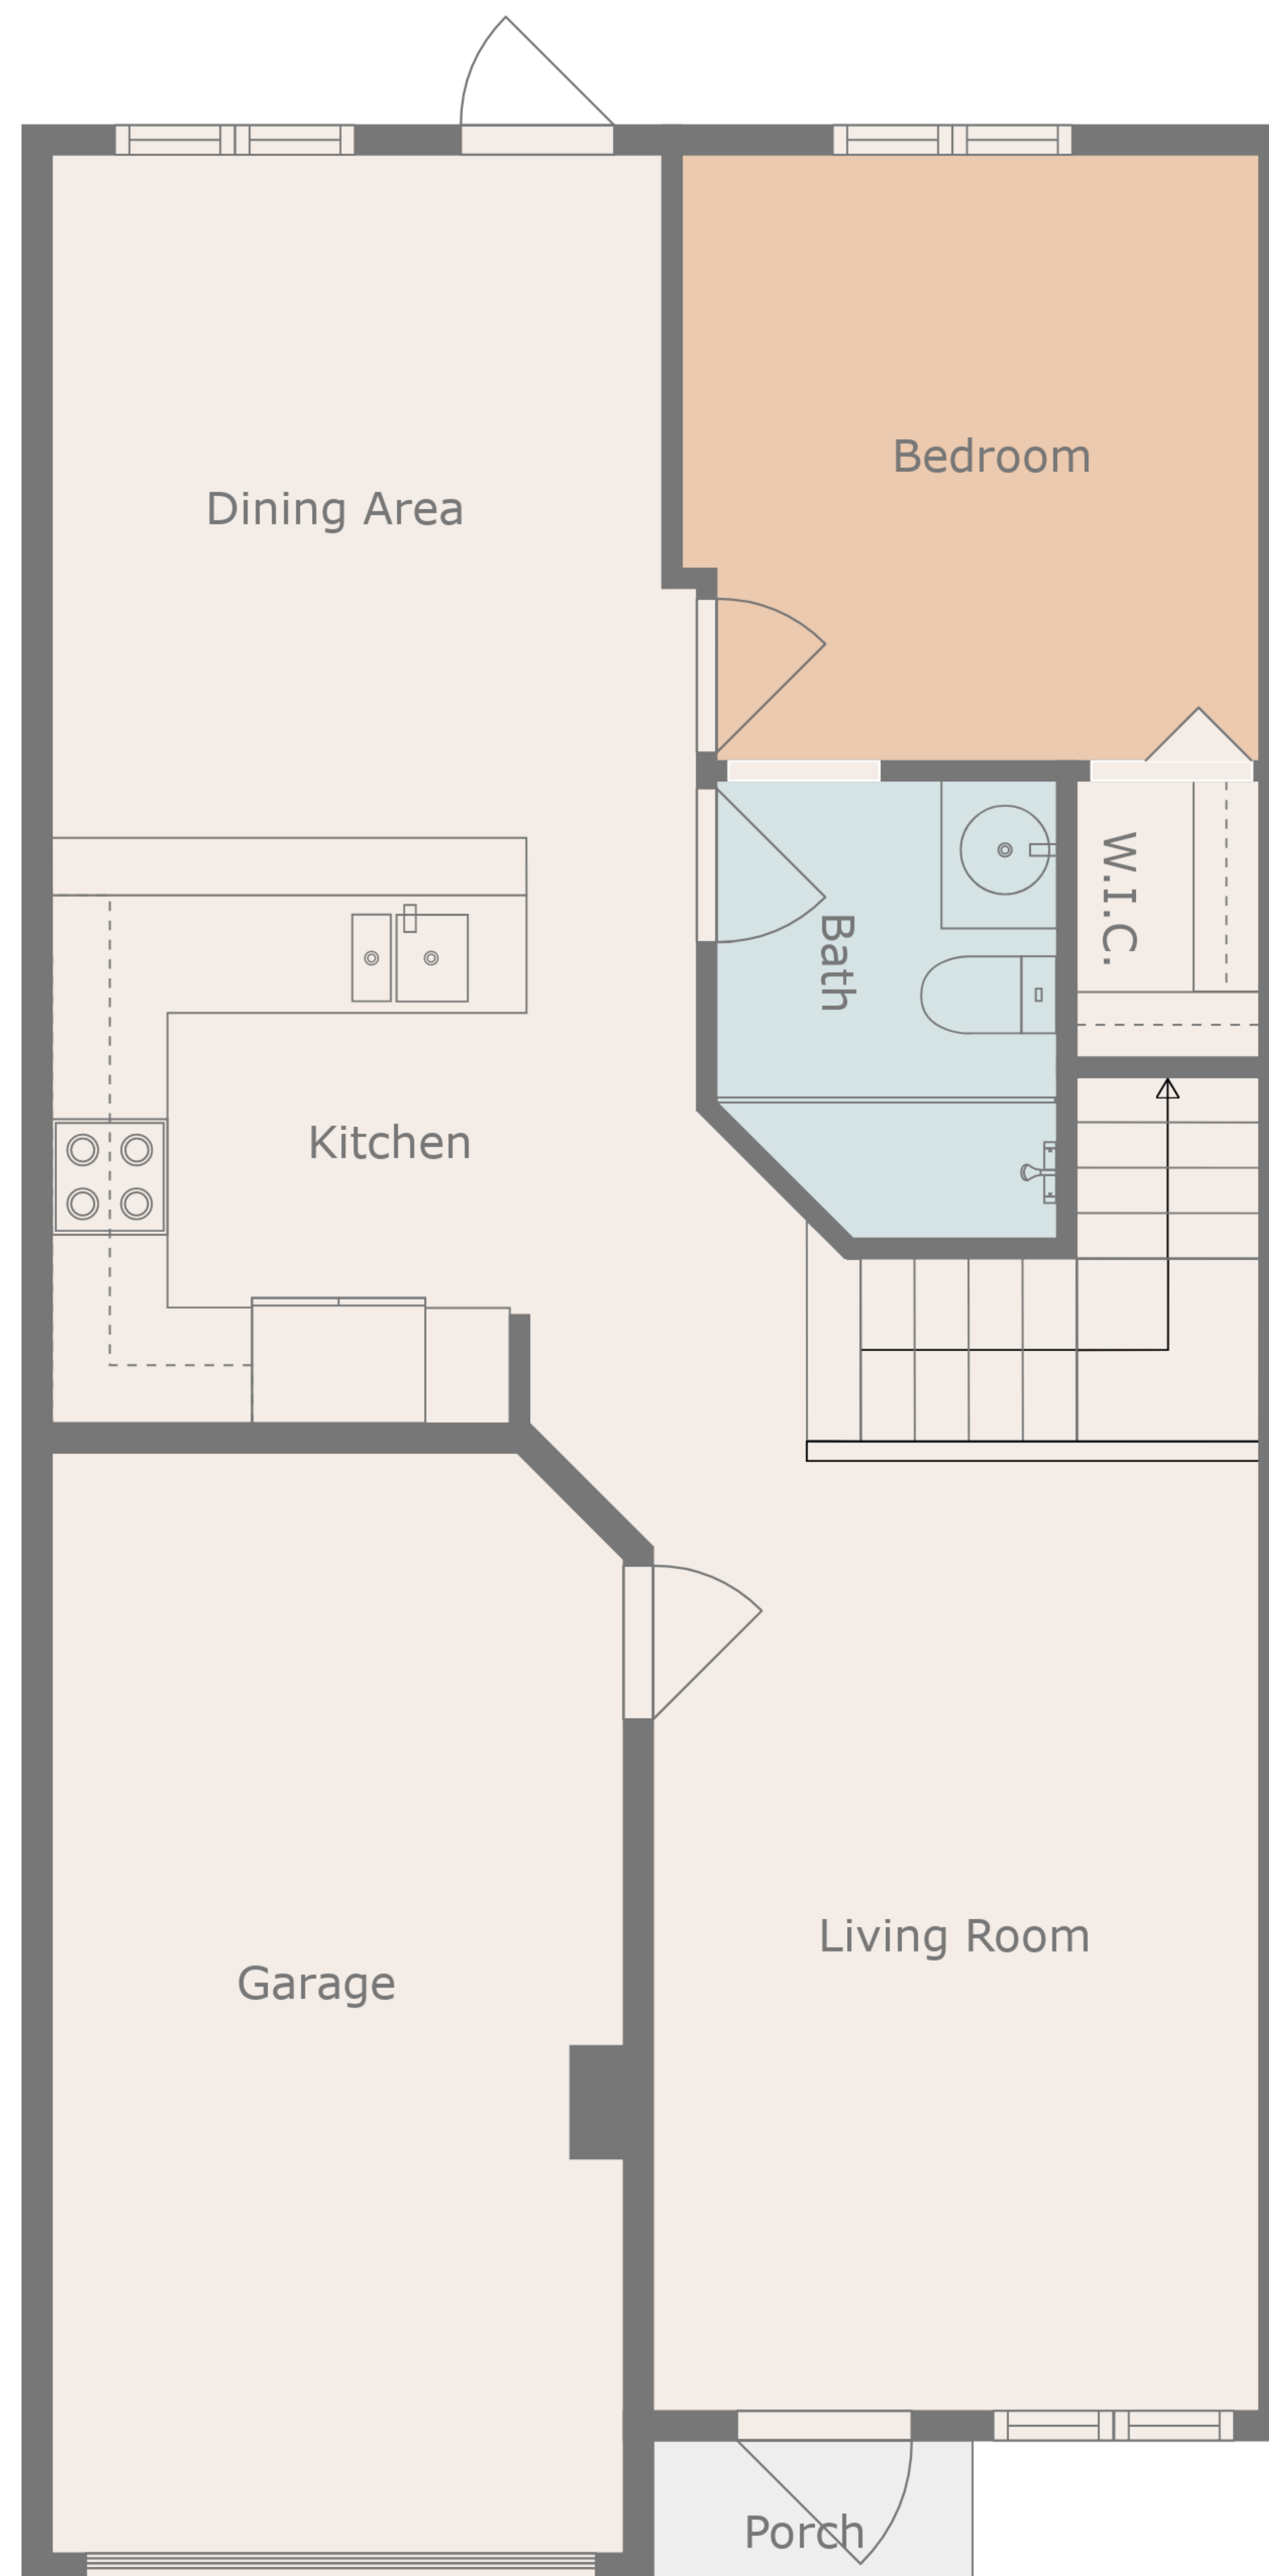 Bedroom
Dining Area
W.I.C.
Bath
Kitchen
Living Room
Garage
Porch